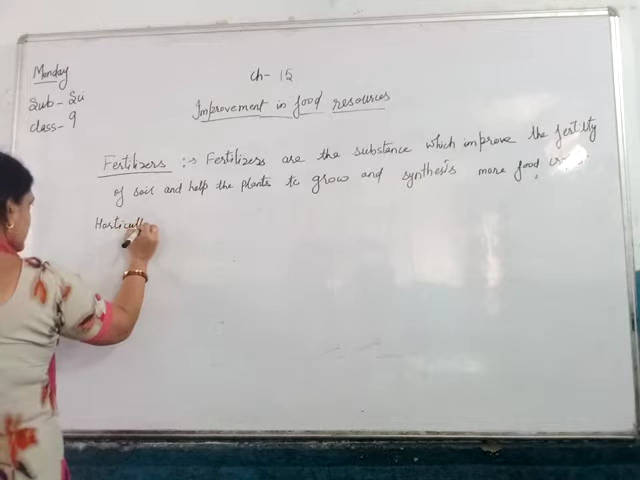 Monday
Sub - Sci
class - 9
Ch - 15
Improvement in food resources
Fertilizers :-> Fertilizers are the substance which improve the fertility
of soil and help the plants to grow and synthesis more food
Horticul